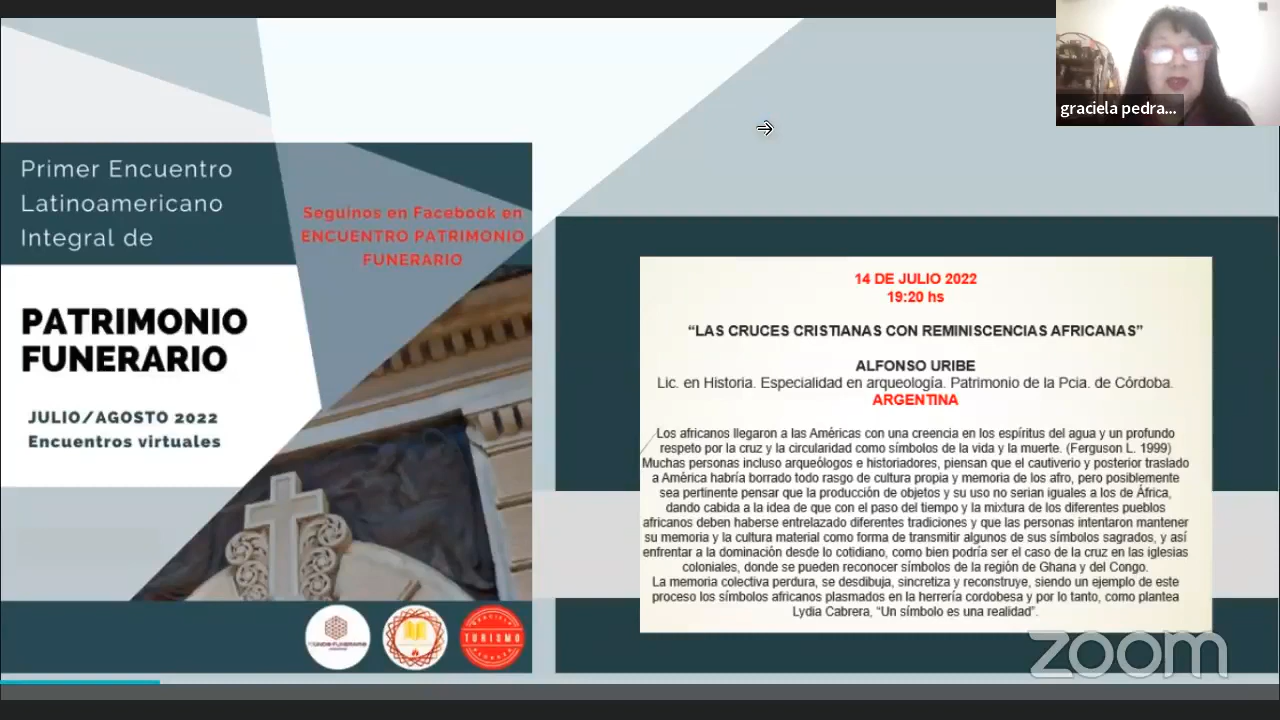 graciela pedra...
Primer Encuentro
Latinoamericano
Integral de
Seguinos en Facebook en
ENCUENTRO PATRIMONIO
FUNERARIO
PATRIMONIO
FUNERARIO
JULIO/AGOSTO 2022
Encuentros virtuales
TURISMO
14 DE JULIO 2022
19:20 hs
“LAS CRUCES CRISTIANAS CON REMINISCENCIAS AFRICANAS”
ALFONSO URIBE
Lic. en Historia. Especialidad en arqueología. Patrimonio de la Pcia. de Córdoba.
ARGENTINA
Los africanos llegaron a las Américas con una creencia en los espíritus del agua y un profundo
respeto por la cruz y la circularidad como símbolos de la vida y la muerte. (Ferguson L. 1999)
Muchas personas incluso arqueólogos e historiadores, piensan que el cautiverio y posterior traslado
a América habría borrado todo rasgo de cultura propia y memoria de los afro, pero posiblemente
sea pertinente pensar que la producción de objetos y su uso no serian iguales a los de África,
dando cabida a la idea de que con el paso del tiempo y la mixtura de los diferentes pueblos
africanos deben haberse entrelazado diferentes tradiciones y que las personas intentaron mantener
su memoria y la cultura material como forma de transmitir algunos de sus símbolos sagrados, y así
enfrentar a la dominación desde lo cotidiano, como bien podría ser el caso de la cruz en las iglesias
coloniales, donde se pueden reconocer símbolos de la región de Ghana y del Congo.
La memoria colectiva perdura, se desdibuja, sincretiza y reconstruye, siendo un ejemplo de este
proceso los símbolos africanos plasmados en la herrería cordobesa y por lo tanto, como plantea
Lydia Cabrera, “Un símbolo es una realidad”.
zoom